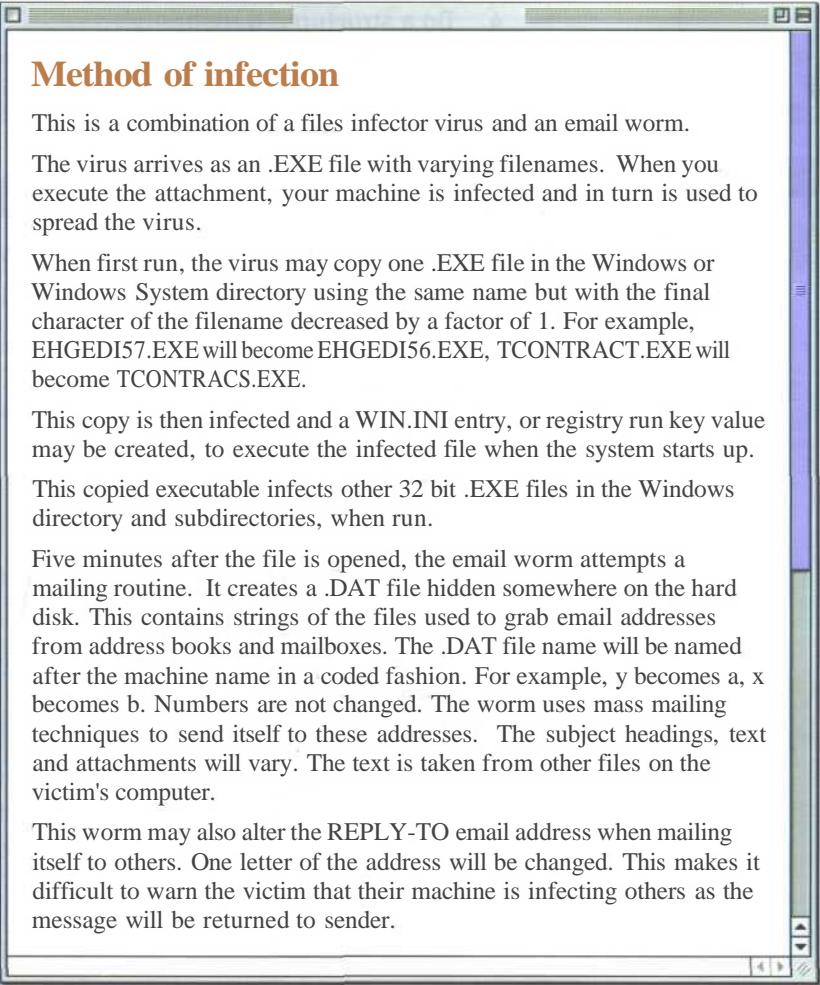 Method of infection
This is a combination of a files infector virus and an email worm.
The virus arrives as an .EXE file with varying filenames. When you
execute the attachment, your machine is infected and in turn is used to
spread the virus.
When first run, the virus may copy one .EXE file in the Windows or
Windows System directory using the same name but with the final
character of the filename decreased by a factor of 1. For example,
EHGEDI57.EXE will become EHGEDI56.EXE, TCONTRACT.EXE will
become TCONTRACS.EXE.
This copy is then infected and a WIN.INI entry, or registry run key value
may be created, to execute the infected file when the system starts up.
This copied executable infects other 32 bit .EXE files in the Windows
directory and subdirectories, when run.
Five minutes after the file is opened, the email worm attempts a
mailing routine. It creates a .DAT file hidden somewhere on the hard
disk. This contains strings of the files used to grab email addresses
from address books and mailboxes. The .DAT file name will be named
after the machine name in a coded fashion. For example, y becomes a, x
becomes b. Numbers are not changed. The worm uses mass mailing
techniques to send itself to these addresses. The subject headings, text
and attachments will vary. The text is taken from other files on the
victim's computer.
This worm may also alter the REPLY-TO email address when mailing
itself to others. One letter of the address will be changed. This makes it
difficult to warn the victim that their machine is infecting others as the
message will be returned to sender.